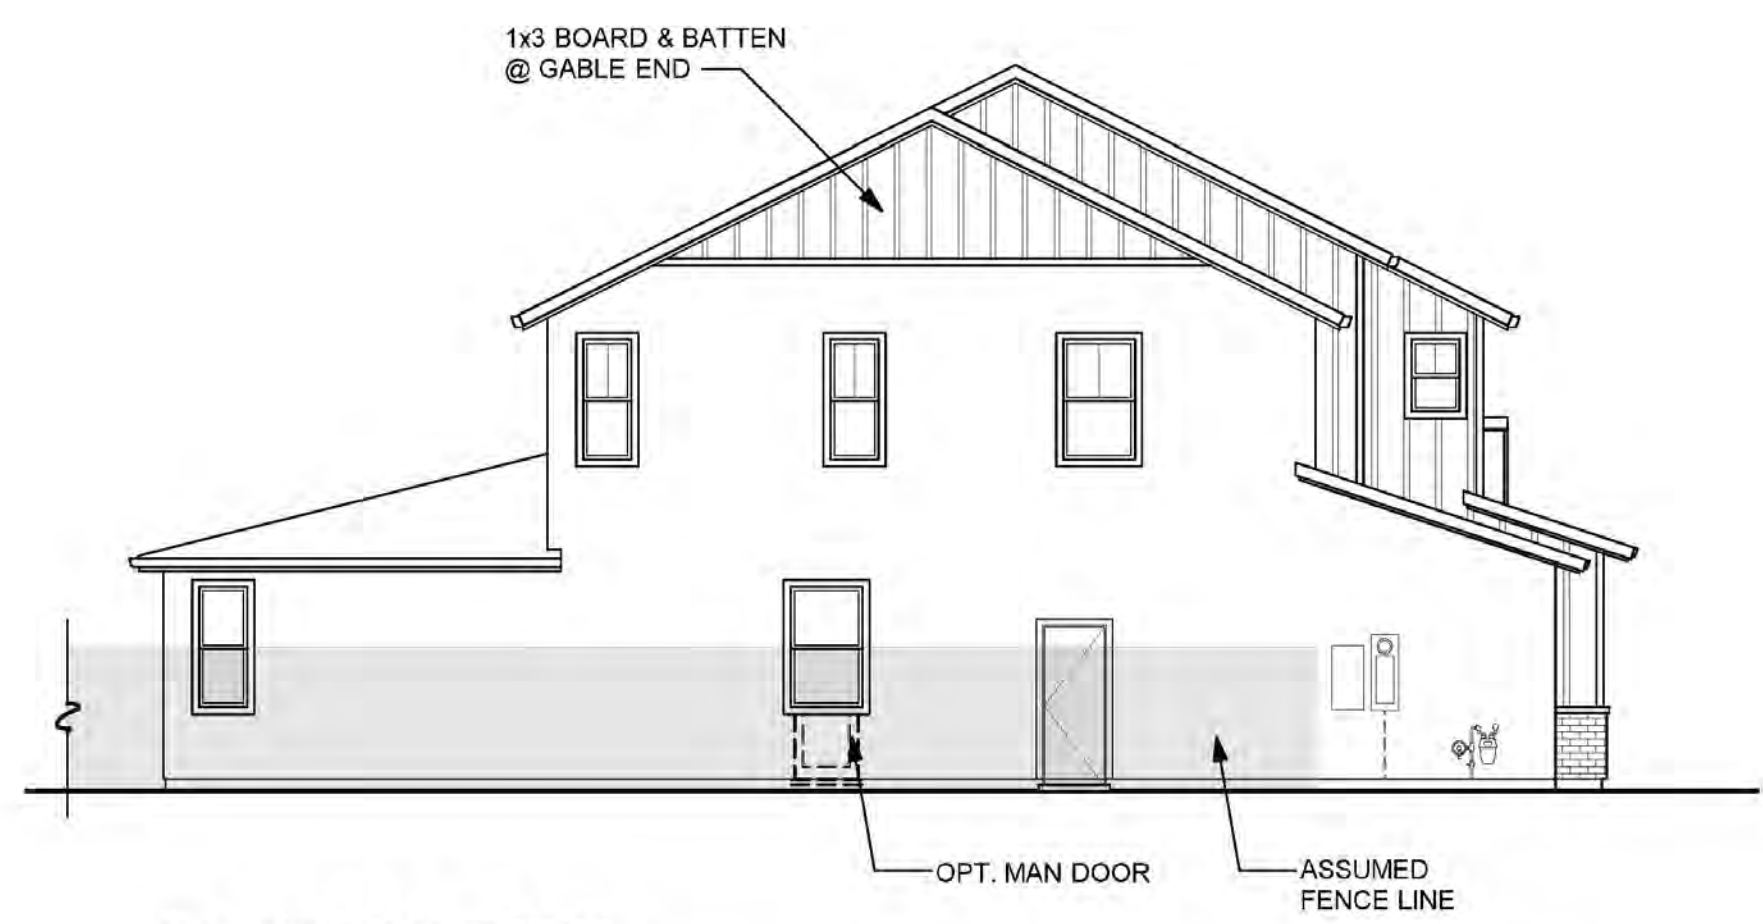 1x3 BOARD & BATTEN
@ GABLE END
OPT. MAN DOOR
ASSUMED
FENCE LINE